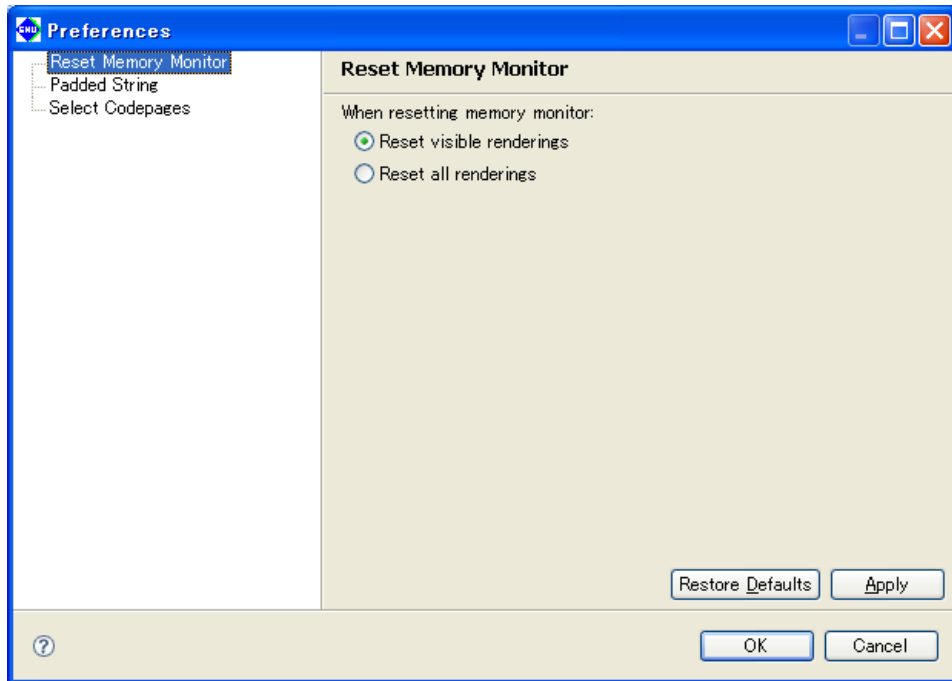 Preferences
Reset Memory Monitor
Padded String
Select Codepages
Reset Memory Monitor
When resetting memory monitor:
Reset visible renderings
Reset all renderings
Restore Defaults
Apply
?
OK
Cancel